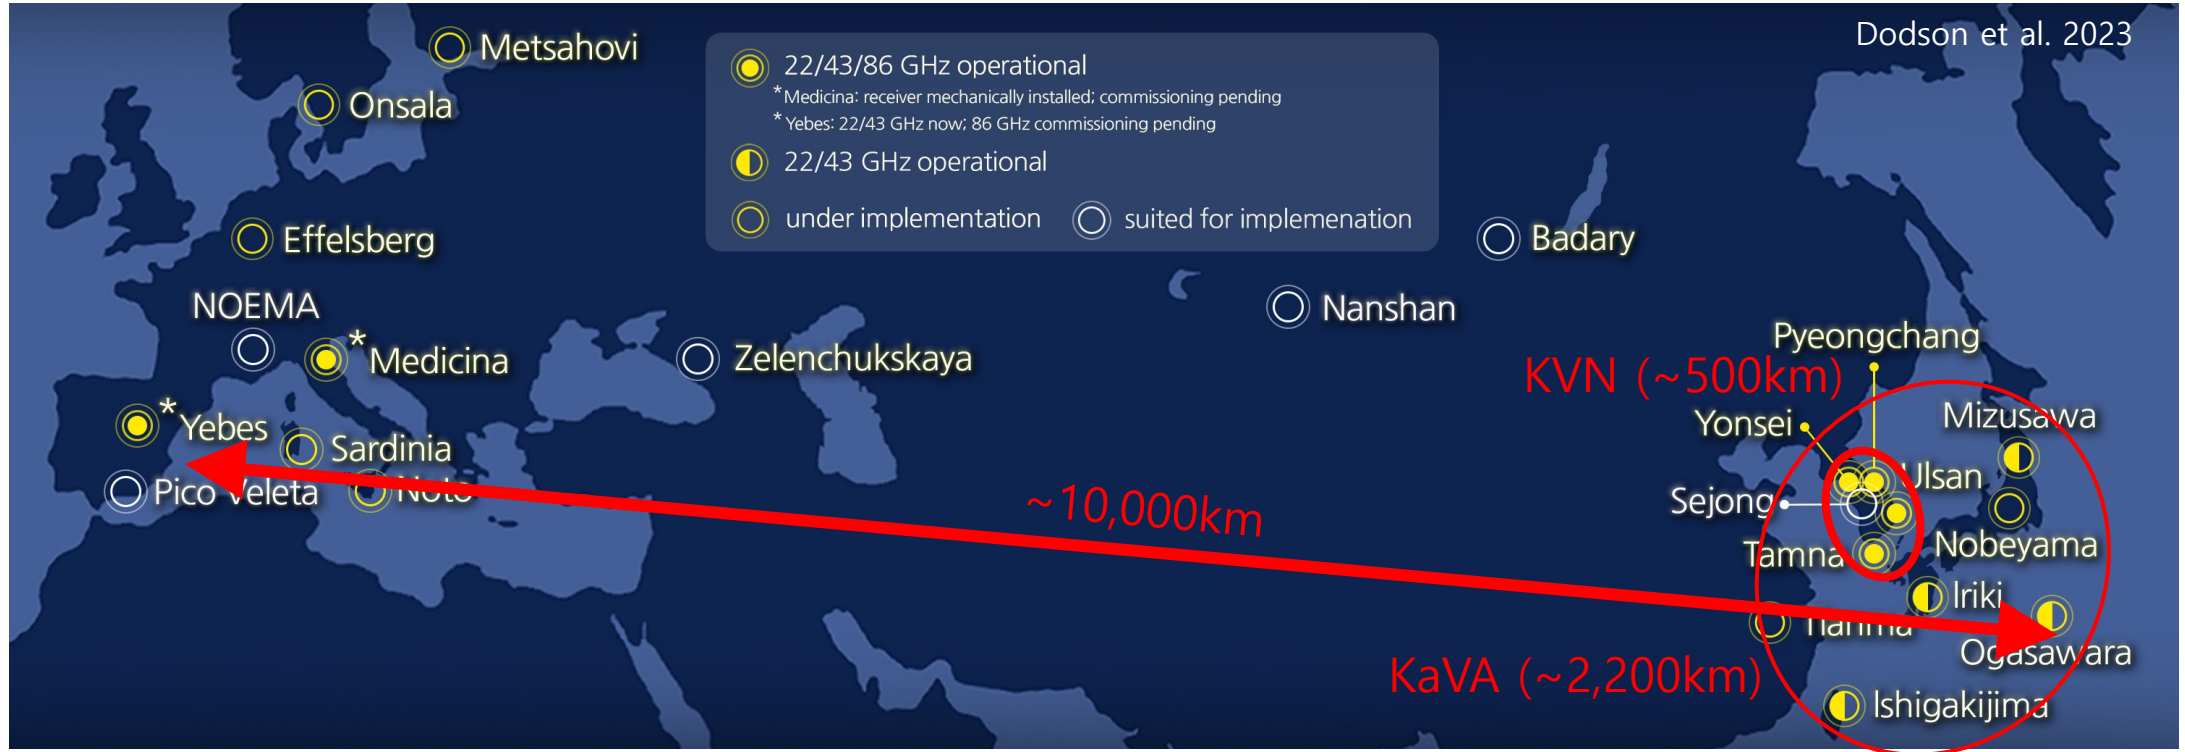 Dodson et al. 2023
Metsahovi
Onsala
22/43/86 GHz operational
*Medicina: receiver mechanically installed; commissioning pending
*Yebes: 22/43 GHz now; 86 GHz commissioning pending
22/43 GHz operational
under implementation
suited for implemenation
Effelsberg
Badary
NOEMA
Nanshan
*Medicina
Zelenchukskaya
Pyeongchang
KVN (~500km)
*Yebes
Yonsei
Mizusawa
Sardinia
Ulsan
Pico Veleta
Noto
~10,000km
Sejong
Tamna
Nobeyama
Iriki
Ogasawara
KaVA (~2,200km)
Ishigakijima